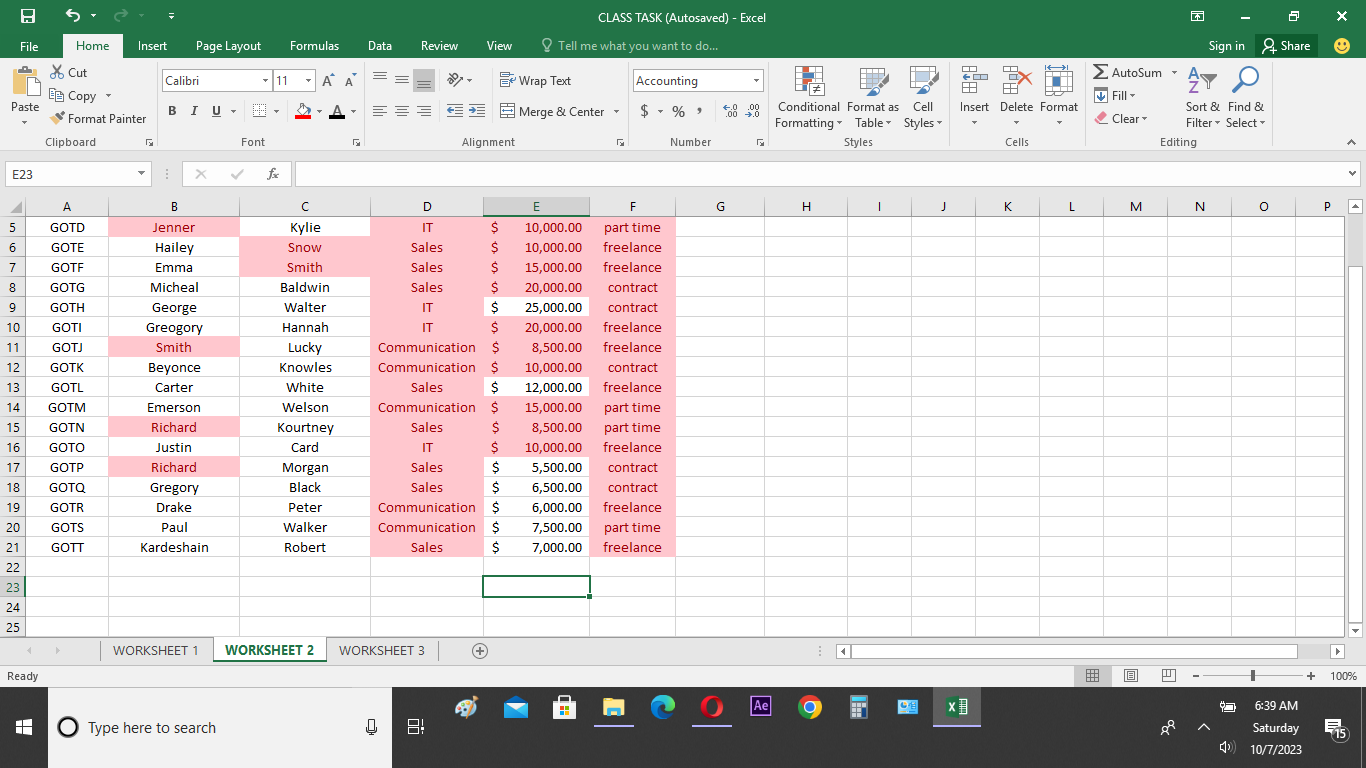 CLASS TASK (Autosaved) - Excel
File Home Insert Page Layout Formulas Data Review View Tell me what you want to do... Sign in Share
Paste
Cut
Copy
Format Painter
Clipboard
Calibri 11
B I U
Font
Wrap Text
Merge & Center
Alignment
Accounting
$ % ,
Number
Conditional Formatting
Format as Table
Cell Styles
Styles
Insert Delete Format
Cells
AutoSum
Fill
Clear
Sort & Filter
Find & Select
Editing
E23 fx
A B C D E F G H I J K L M N O P
5 GOTD Jenner Kylie IT $ 10,000.00 part time
6 GOTE Hailey Snow Sales $ 10,000.00 freelance
7 GOTF Emma Smith Sales $ 15,000.00 freelance
8 GOTG Micheal Baldwin Sales $ 20,000.00 contract
9 GOTH George Walter IT $ 25,000.00 contract
10 GOTI Greogory Hannah IT $ 20,000.00 freelance
11 GOTJ Smith Lucky Communication $ 8,500.00 freelance
12 GOTK Beyonce Knowles Communication $ 10,000.00 contract
13 GOTL Carter White Sales $ 12,000.00 freelance
14 GOTM Emerson Welson Communication $ 15,000.00 part time
15 GOTN Richard Kourtney Sales $ 8,500.00 part time
16 GOTO Justin Card IT $ 10,000.00 freelance
17 GOTP Richard Morgan Sales $ 5,500.00 contract
18 GOTQ Gregory Black Sales $ 6,500.00 contract
19 GOTR Drake Peter Communication $ 6,000.00 freelance
20 GOTS Paul Walker Communication $ 7,500.00 part time
21 GOTT Kardeshain Robert Sales $ 7,000.00 freelance
22
23
24
25
WORKSHEET 1 WORKSHEET 2 WORKSHEET 3
Ready 100%
Type here to search
Ae
6:39 AM
Saturday
10/7/2023
15